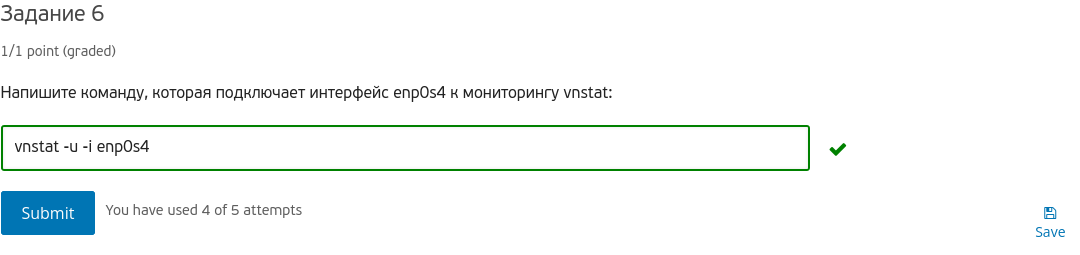 Задание 6
1/1 point (graded)
Напишите команду, которая подключает интерфейс enp0s4 к мониторингу vnstat:
vnstat -u -i enp0s4
Submit
You have used 4 of 5 attempts
Save